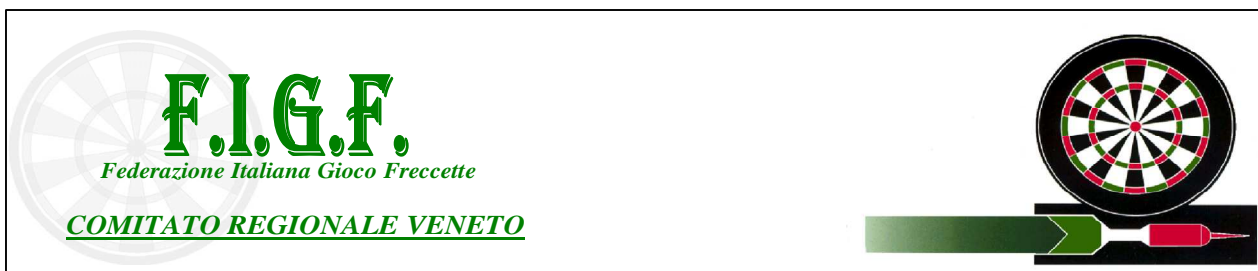 F.I.G.F.
Federazione Italiana Gioco Freccette
COMITATO REGIONALE VENETO